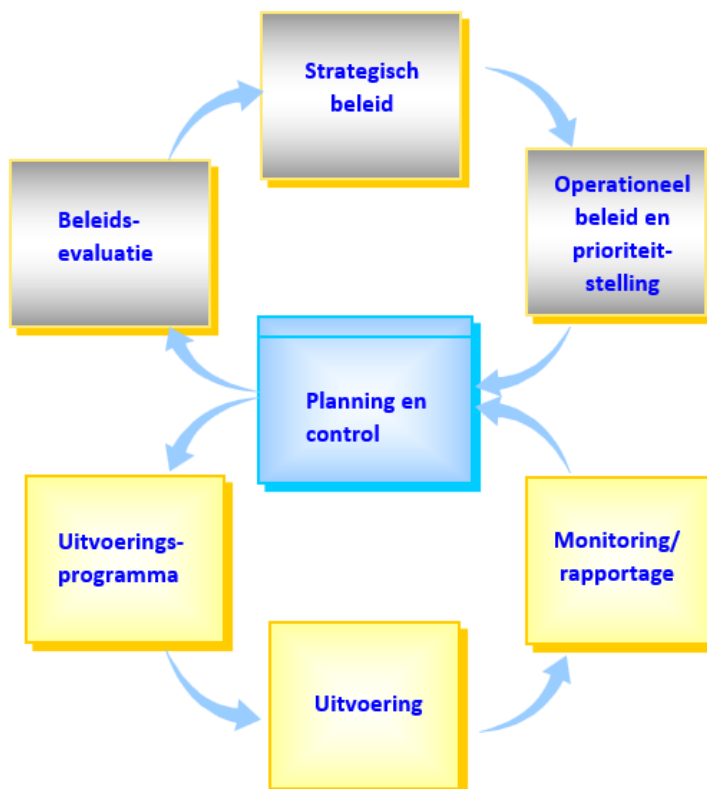 Strategisch
beleid
Operationeel
beleid en
prioriteit-
stelling
Beleids-
evaluatie
Planning en
control
Uitvoerings-
programma
Monitoring/
rapportage
Uitvoering